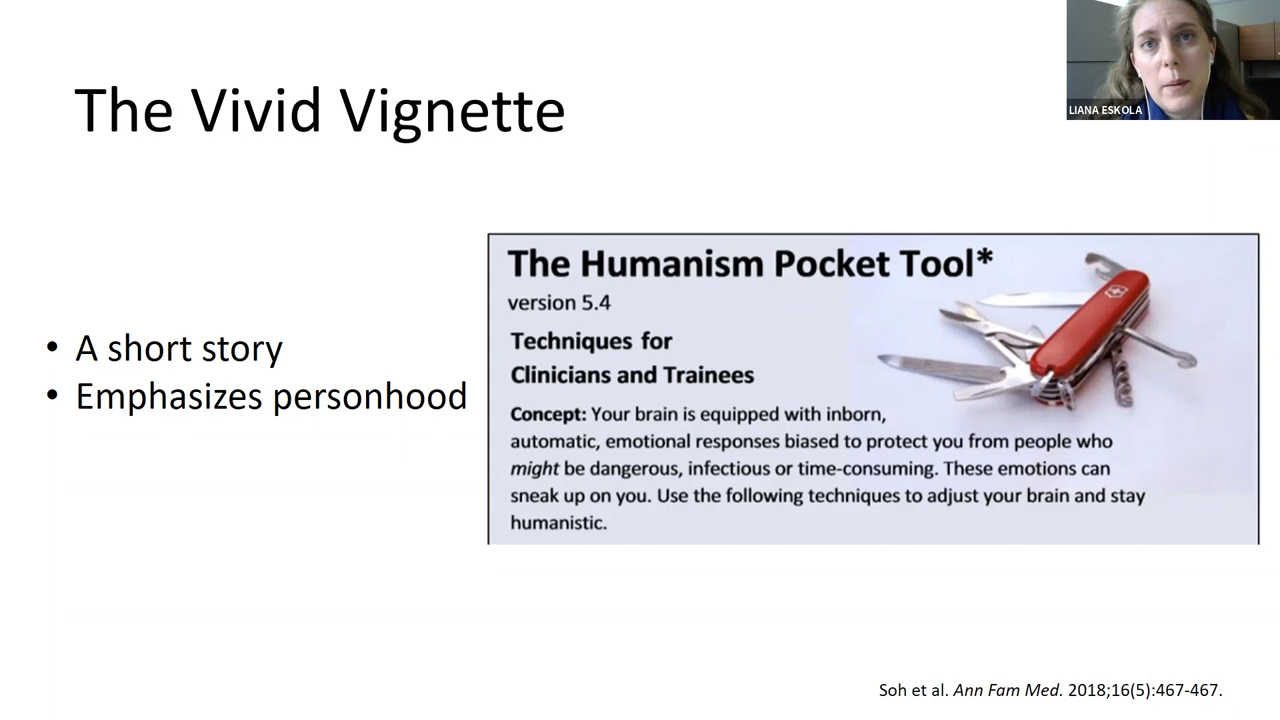 The Vivid Vignette
LIANA ESKOLA
• A short story
• Emphasizes personhood
The Humanism Pocket Tool*
version 5.4
Techniques for
Clinicians and Trainees
Concept: Your brain is equipped with inborn,
automatic, emotional responses biased to protect you from people who
might be dangerous, infectious or time-consuming. These emotions can
sneak up on you. Use the following techniques to adjust your brain and stay
humanistic.
Soh et al. Ann Fam Med. 2018;16(5):467-467.